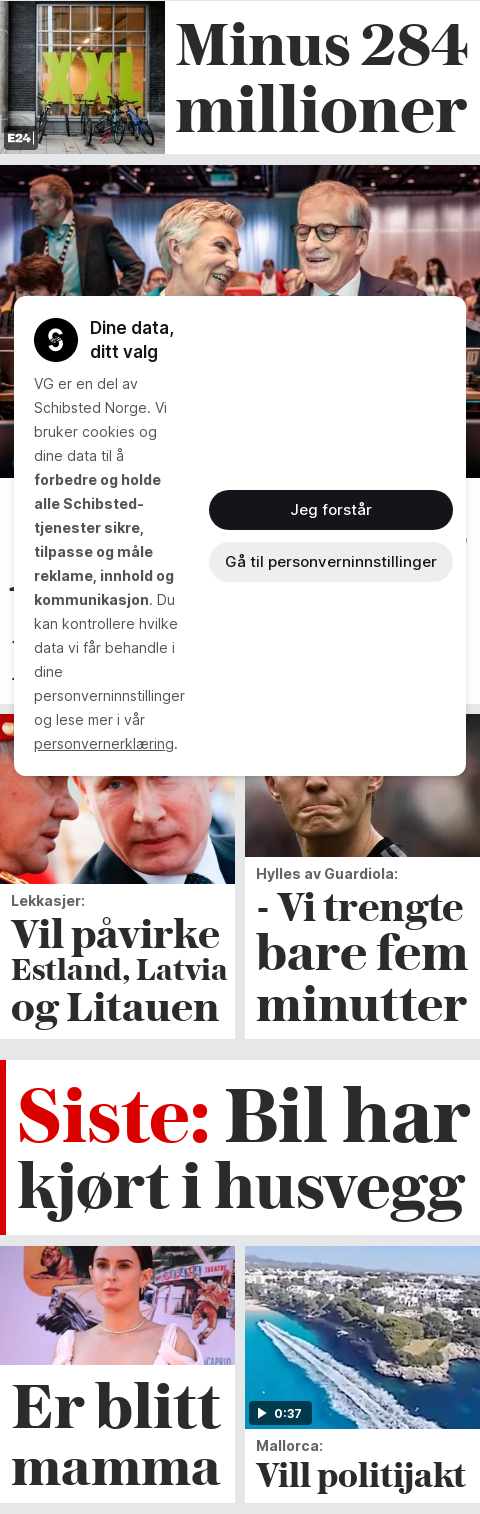 XXL
E24
Minus 284
millioner
Dine data,
ditt valg
VG er en del av
Schibsted Norge. Vi
bruker cookies og
dine data til å
forbedre og holde
alle Schibsted-
tjenester sikre,
tilpasse og måle
reklame, innhold og
kommunikasjon. Du
kan kontrollere hvilke
data vi får behandle i
dine
personverninnstillinger
og lese mer i vår
personvernerklæring.
Jeg forstår
Gå til personverninnstillinger
Lekkasjer:
Vil påvirke
Estland, Latvia
og Litauen
Hylles av Guardiola:
- Vi trengte
bare fem
minutter
Siste: Bil har
kjørt i husvegg
THEATRE
ICAPRIO
Er blitt
mamma
0:37
Mallorca:
Vill politijakt